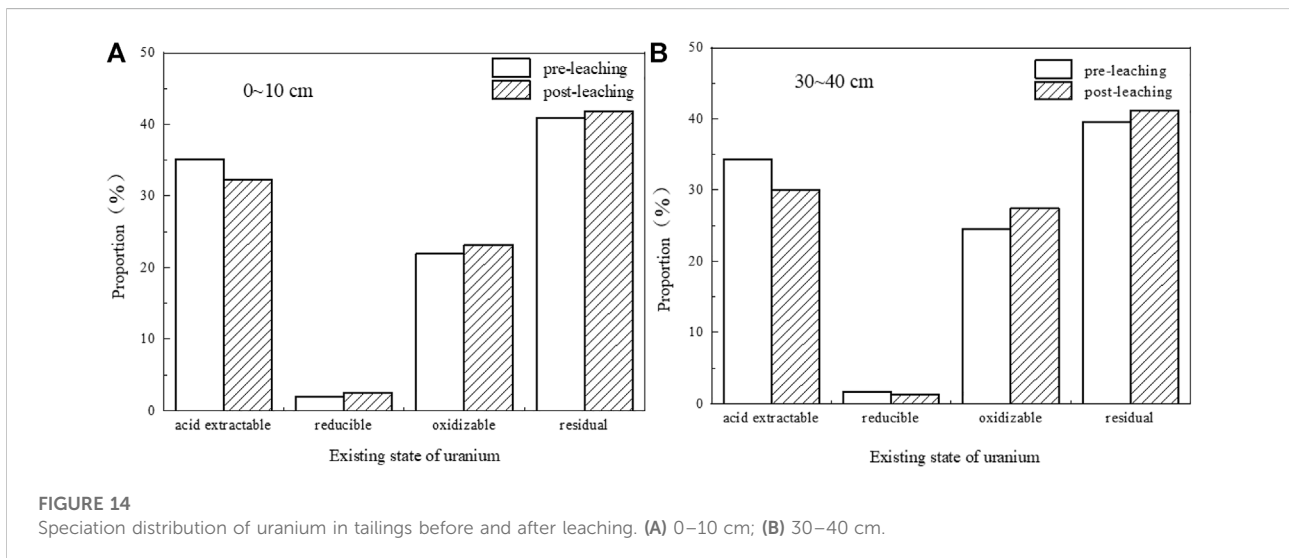 A
50
40
30
20
10
0
Proportion（%）
0~10 cm
pre-leaching
post-leaching
acid extractable
reducible
oxidizable
residual
Existing state of uranium
B
50
40
30
20
10
0
Proportion（%）
30~40 cm
pre-leaching
post-leaching
acid extractable
reducible
oxidizable
residual
Existing state of uranium
FIGURE 14
Speciation distribution of uranium in tailings before and after leaching. (A) 0–10 cm; (B) 30–40 cm.